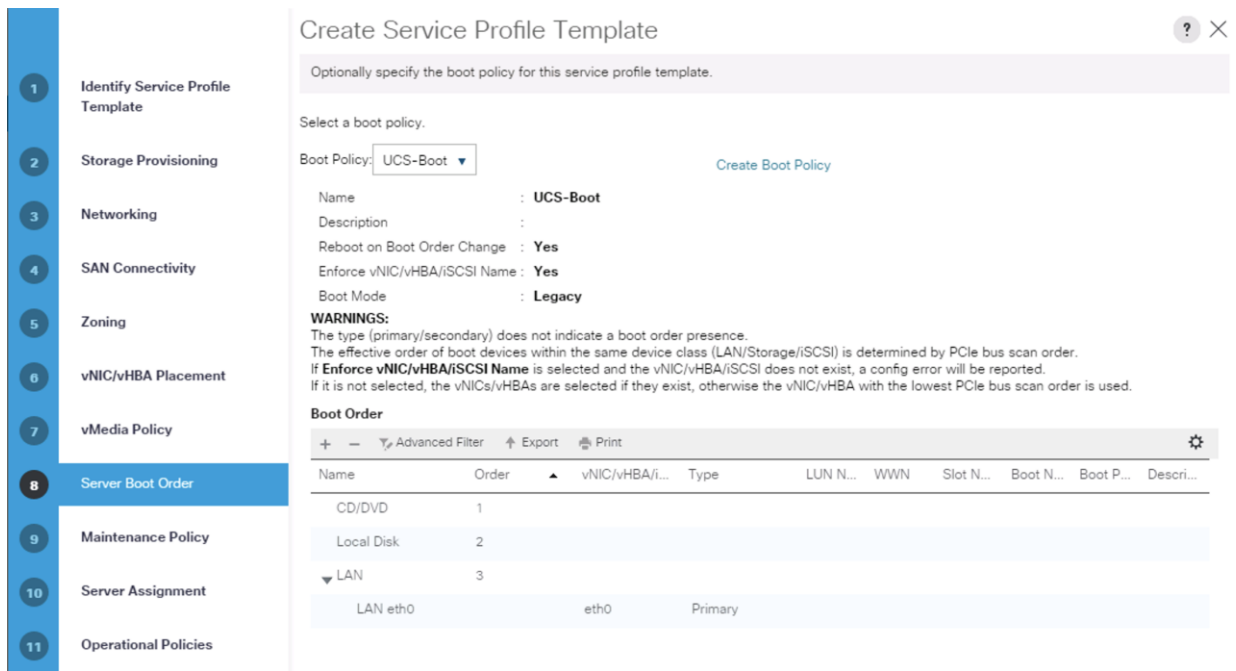 Create Service Profile Template
? ×
Optionally specify the boot policy for this service profile template.
1 Identify Service Profile
Template
2 Storage Provisioning
3 Networking
4 SAN Connectivity
5 Zoning
6 vNIC/vHBA Placement
7 vMedia Policy
8 Server Boot Order
9 Maintenance Policy
10 Server Assignment
11 Operational Policies
Select a boot policy.
Boot Policy: UCS-Boot ▼ Create Boot Policy
Name : UCS-Boot
Description :
Reboot on Boot Order Change : Yes
Enforce vNIC/vHBA/iSCSI Name : Yes
Boot Mode : Legacy
WARNINGS:
The type (primary/secondary) does not indicate a boot order presence.
The effective order of boot devices within the same device class (LAN/Storage/iSCSI) is determined by PCIe bus scan order.
If Enforce vNIC/vHBA/iSCSI Name is selected and the vNIC/vHBA/iSCSI does not exist, a config error will be reported.
If it is not selected, the vNICs/vHBAs are selected if they exist, otherwise the vNIC/vHBA with the lowest PCIe bus scan order is used.
Boot Order
+ − Advanced Filter Export Print
Name Order ▲ vNIC/vHBA/i... Type LUN N... WWN Slot N... Boot N... Boot P... Descri...
CD/DVD 1
Local Disk 2
LAN 3
LAN eth0 eth0 Primary